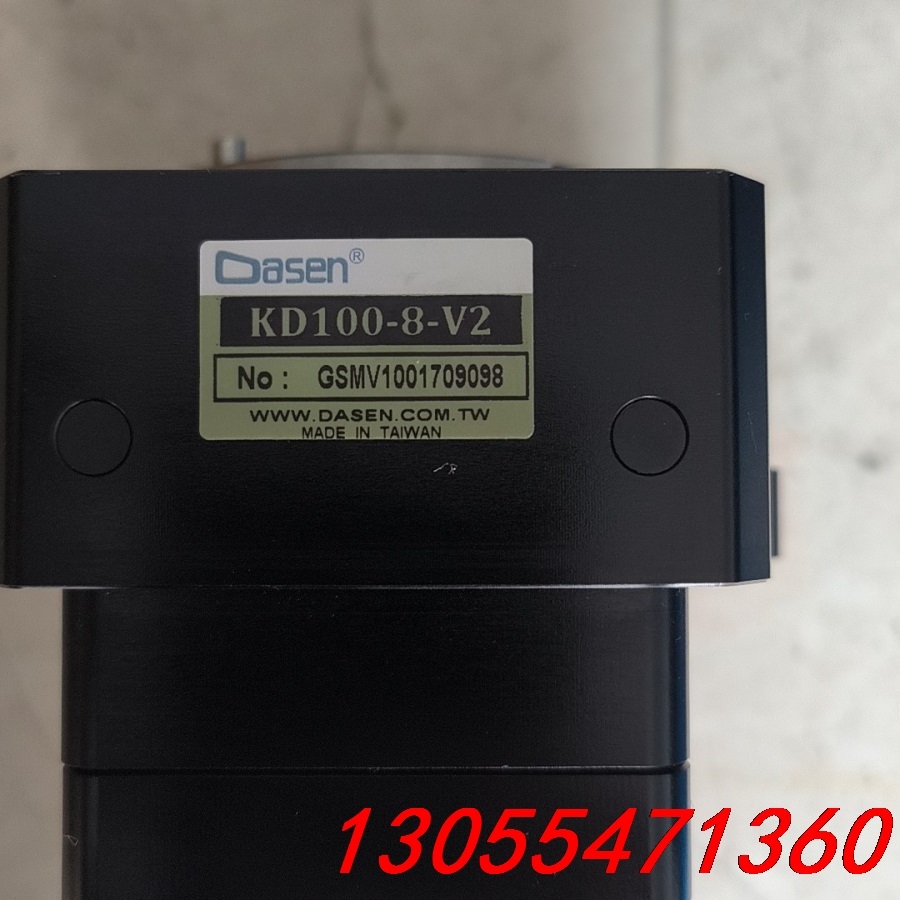 Dasen®
KD100-8-V2
No : GSMV1001709098
WWW.DASEN.COM.TW
MADE IN TAIWAN
13055471360